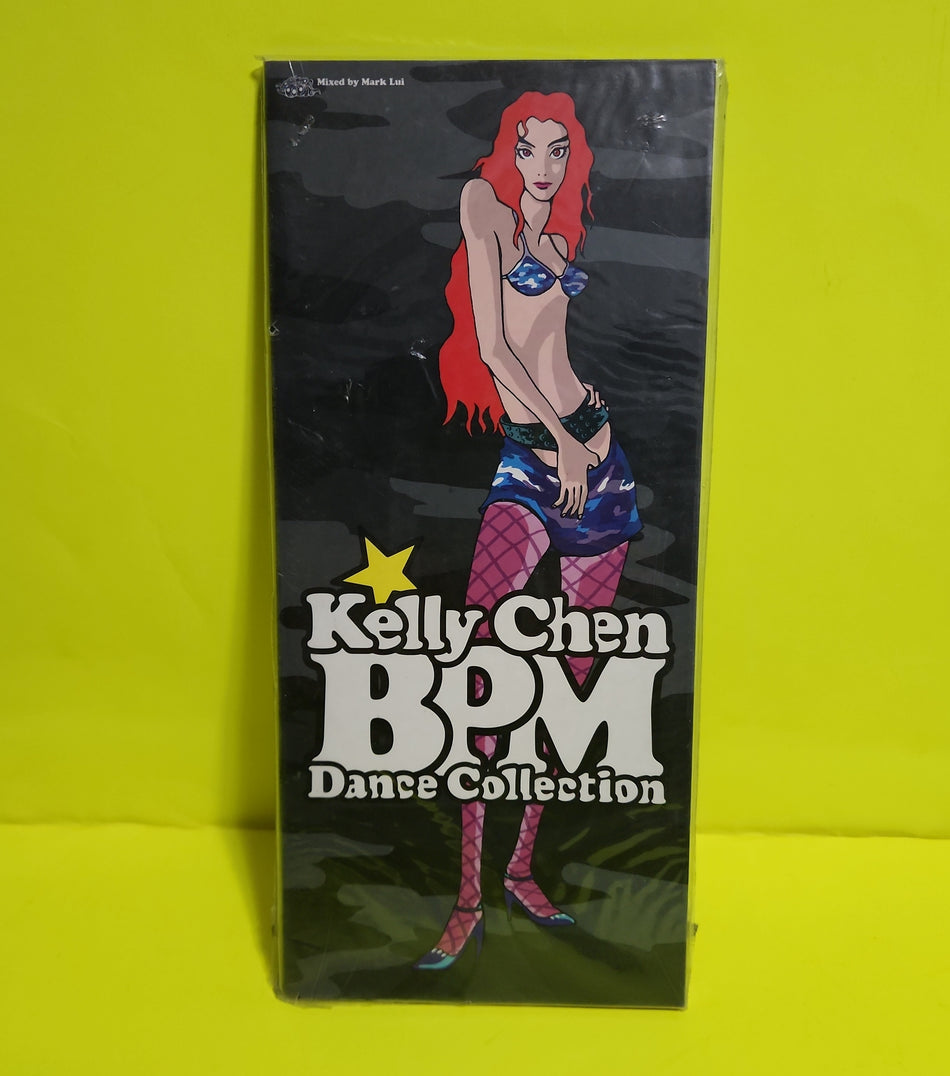 Mixed by Mark Lui
Kelly Chen
BPM
Dance Collection